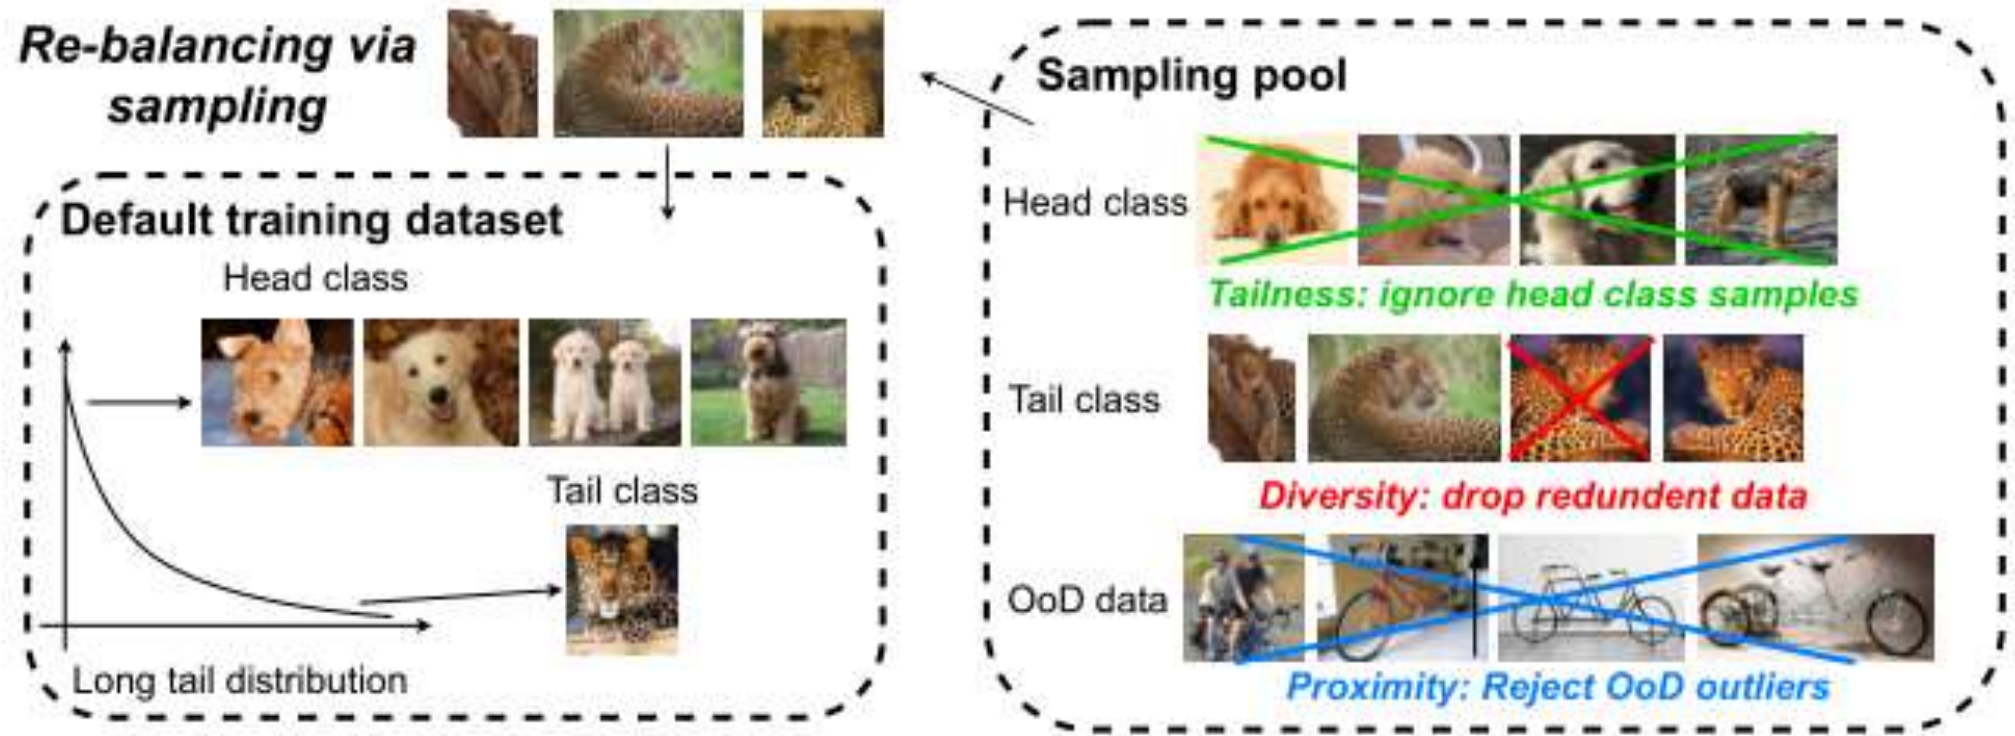 Re-balancing via
sampling
Default training dataset
Head class
Tail class
Long tail distribution
Sampling pool
Head class
Tailness: ignore head class samples
Tail class
Diversity: drop redundent data
OoD data
Proximity: Reject OoD outliers